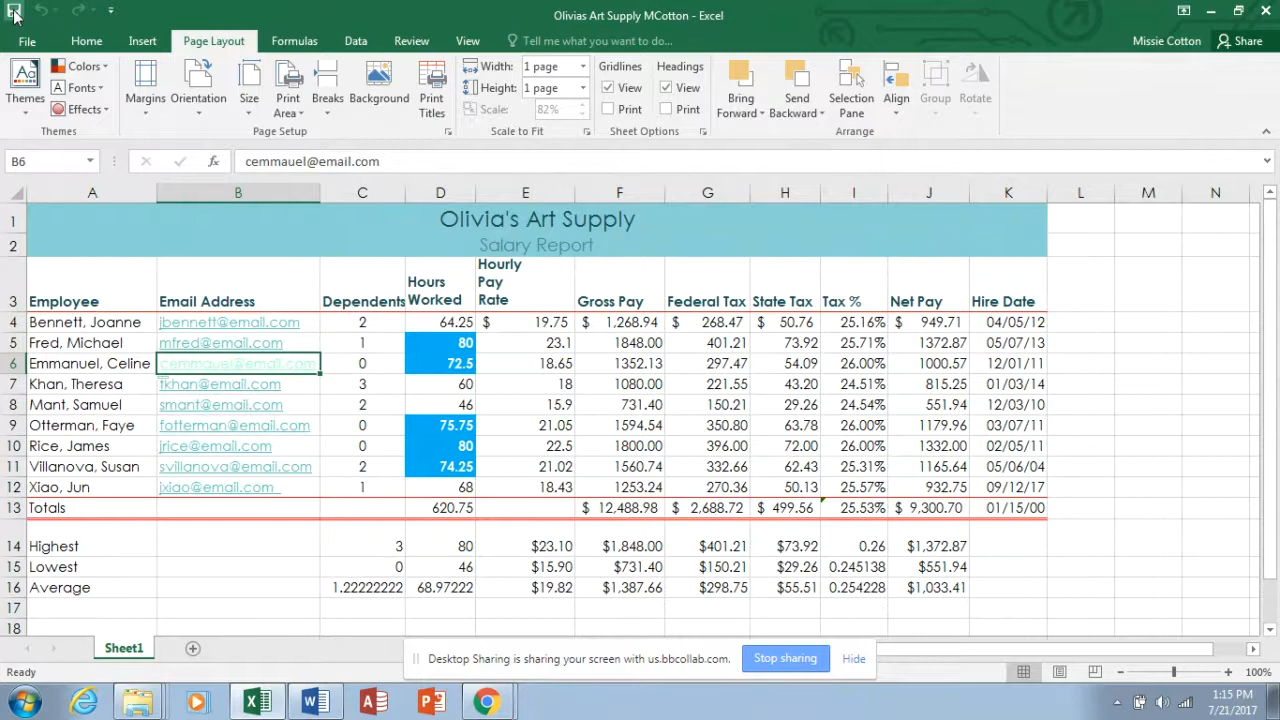 Olivias Art Supply MCotton - Excel
File Home Insert Page Layout Formulas Data Review View Tell me what you want to do... Missie Cotton Share
Themes Colors Fonts Effects Margins Orientation Size Print Area Breaks Background Print Titles Width: 1 page Height: 1 page Scale: 82% Gridlines View Print Headings View Print Bring Forward Send Backward Selection Pane Align Group Rotate
Themes Page Setup Scale to Fit Sheet Options Arrange
B6 fx cemmauel@email.com
A B C D E F G H I J K L M N
1 Olivia's Art Supply
2 Salary Report
3 Employee Email Address Dependents Hours Worked Hourly Pay Rate Gross Pay Federal Tax State Tax Tax % Net Pay Hire Date
4 Bennett, Joanne jbennett@email.com 2 64.25 $ 19.75 $ 1,268.94 $ 268.47 $ 50.76 25.16% $ 949.71 04/05/12
5 Fred, Michael mfred@email.com 1 80 23.1 1848.00 401.21 73.92 25.71% 1372.87 05/07/13
6 Emmanuel, Celine cemmauel@email.com 0 72.5 18.65 1352.13 297.47 54.09 26.00% 1000.57 12/01/11
7 Khan, Theresa tkhan@email.com 3 60 18 1080.00 221.55 43.20 24.51% 815.25 01/03/14
8 Mant, Samuel smant@email.com 2 46 15.9 731.40 150.21 29.26 24.54% 551.94 12/03/10
9 Otterman, Faye fotterman@email.com 0 75.75 21.05 1594.54 350.80 63.78 26.00% 1179.96 03/07/11
10 Rice, James jrice@email.com 0 80 22.5 1800.00 396.00 72.00 26.00% 1332.00 02/05/11
11 Villanova, Susan svillanova@email.com 2 74.25 21.02 1560.74 332.66 62.43 25.31% 1165.64 05/06/04
12 Xiao, Jun jxiao@email.com 1 68 18.43 1253.24 270.36 50.13 25.57% 932.75 09/12/17
13 Totals 620.75 $ 12,488.98 $ 2,688.72 $ 499.56 25.53% $ 9,300.70 01/15/00
14 Highest 3 80 $23.10 $1,848.00 $401.21 $73.92 0.26 $1,372.87
15 Lowest 0 46 $15.90 $731.40 $150.21 $29.26 0.245138 $551.94
16 Average 1.22222222 68.97222 $19.82 $1,387.66 $298.75 $55.51 0.254228 $1,033.41
17
18
Sheet1
Desktop Sharing is sharing your screen with us.bbcollab.com. Stop sharing Hide
Ready 100%
1:15 PM
7/21/2017